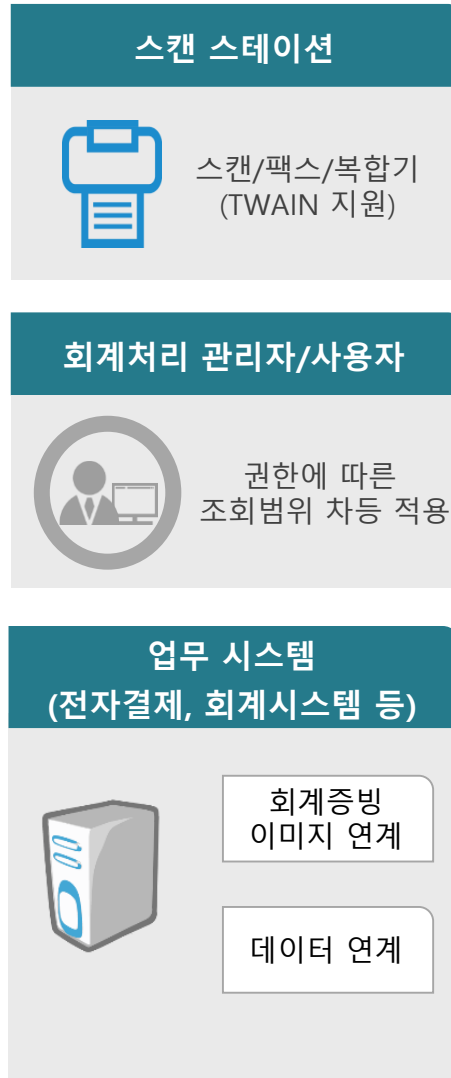 스캔 스테이션
스캔/팩스/복합기
(TWAIN 지원)
회계처리 관리자/사용자
권한에 따른
조회범위 차등 적용
업무 시스템
(전자결제, 회계시스템 등)
회계증빙
이미지 연계
데이터 연계